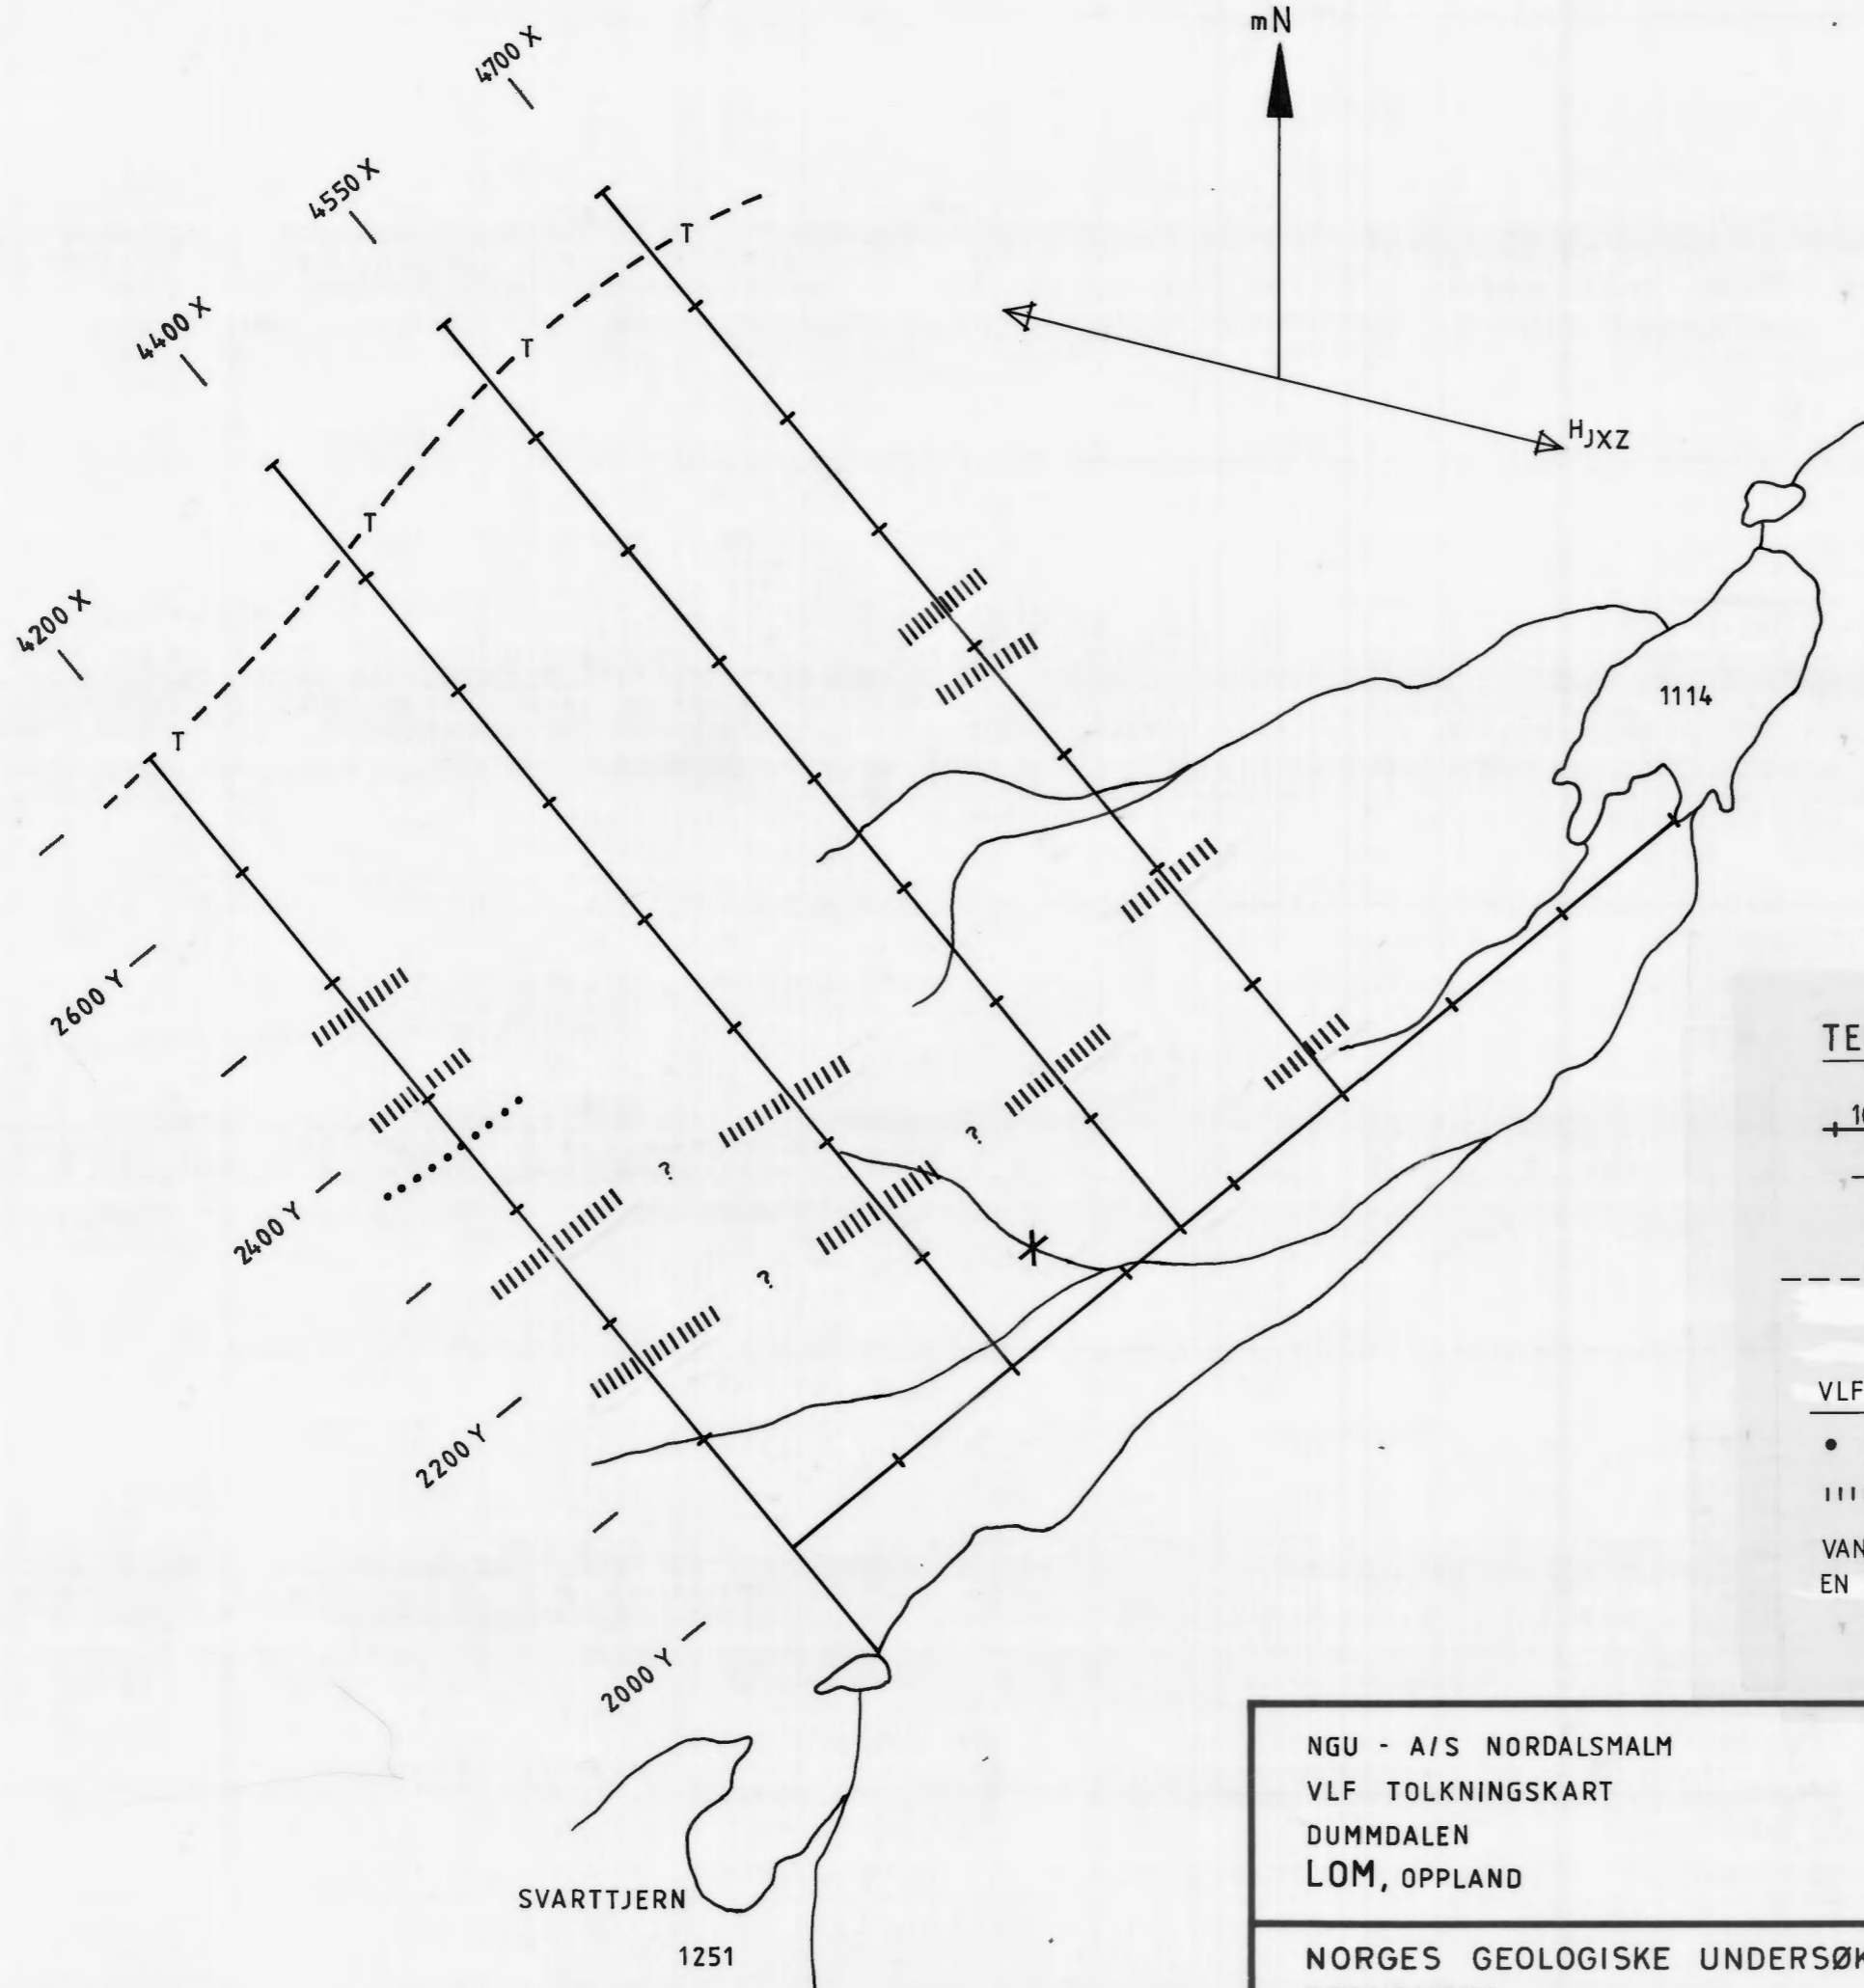 mN
4700 X
4550 X
4400 X
4200 X
T
T
T
T
HJXZ
1114
2600 Y
2400 Y
2200 Y
2000 Y
?
?
?
?
TE
VLF
VAN
EN
NGU - A/S NORDALSMALM
VLF TOLKNINGSKART
DUMMDALEN
LOM, OPPLAND
NORGES GEOLOGISKE UNDERSØK
SVARTTJERN
1251